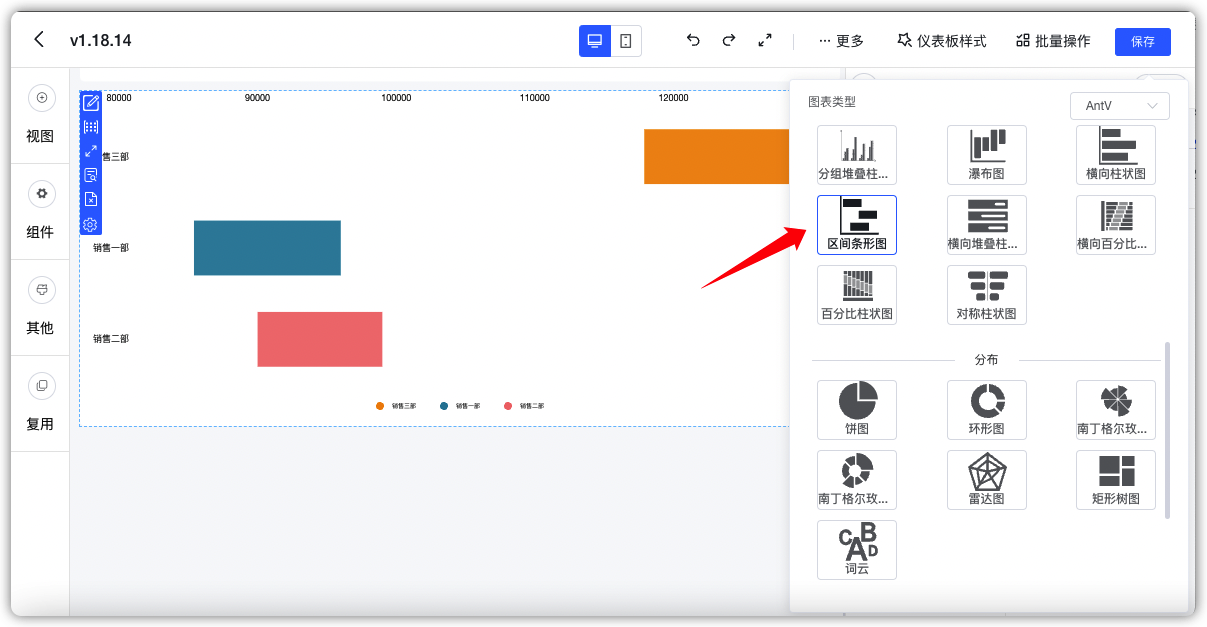 v1.18.14
更多
仪表板样式
批量操作
保存
视图
组件
其他
复用
80000
90000
100000
110000
120000
售三部
销售一部
销售二部
销售三部
销售一部
销售二部
图表类型
AntV
分组堆叠柱...
瀑布图
横向柱状图
区间条形图
横向堆叠柱...
横向百分比...
百分比柱状图
对称柱状图
分布
饼图
环形图
南丁格尔玫...
南丁格尔玫...
雷达图
矩形树图
词云